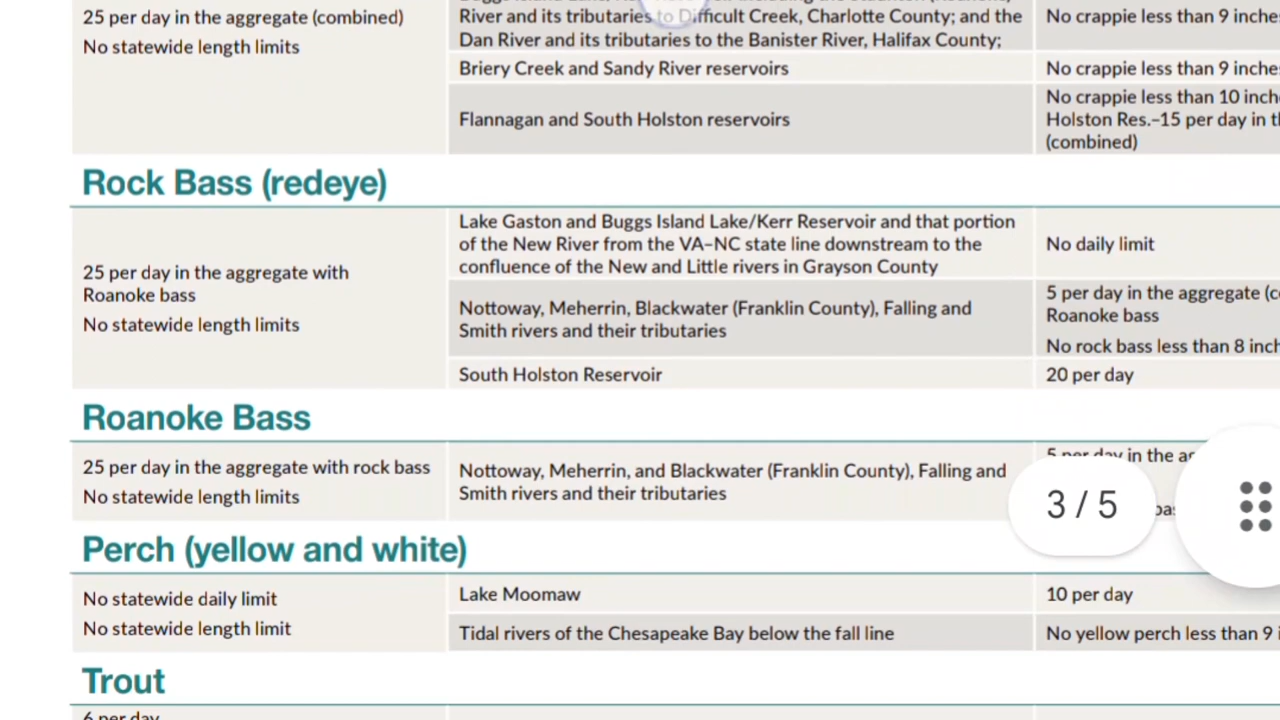 25 per day in the aggregate (combined)
No statewide length limits
River and its tributaries to Difficult Creek, Charlotte County; and the
Dan River and its tributaries to the Banister River, Halifax County;
No crappie less than 9 inche
Briery Creek and Sandy River reservoirs
No crappie less than 9 inche
Flannagan and South Holston reservoirs
No crappie less than 10 inch
Holston Res.–15 per day in th
(combined)
Rock Bass (redeye)
25 per day in the aggregate with
Roanoke bass
No statewide length limits
Lake Gaston and Buggs Island Lake/Kerr Reservoir and that portion
of the New River from the VA–NC state line downstream to the
confluence of the New and Little rivers in Grayson County
No daily limit
Nottoway, Meherrin, Blackwater (Franklin County), Falling and
Smith rivers and their tributaries
5 per day in the aggregate (c
Roanoke bass
No rock bass less than 8 inch
South Holston Reservoir
20 per day
Roanoke Bass
25 per day in the aggregate with rock bass
No statewide length limits
Nottoway, Meherrin, and Blackwater (Franklin County), Falling and
Smith rivers and their tributaries
5 per day in the ag
3 / 5
Perch (yellow and white)
No statewide daily limit
No statewide length limit
Lake Moomaw
10 per day
Tidal rivers of the Chesapeake Bay below the fall line
No yellow perch less than 9 i
Trout
6 per day